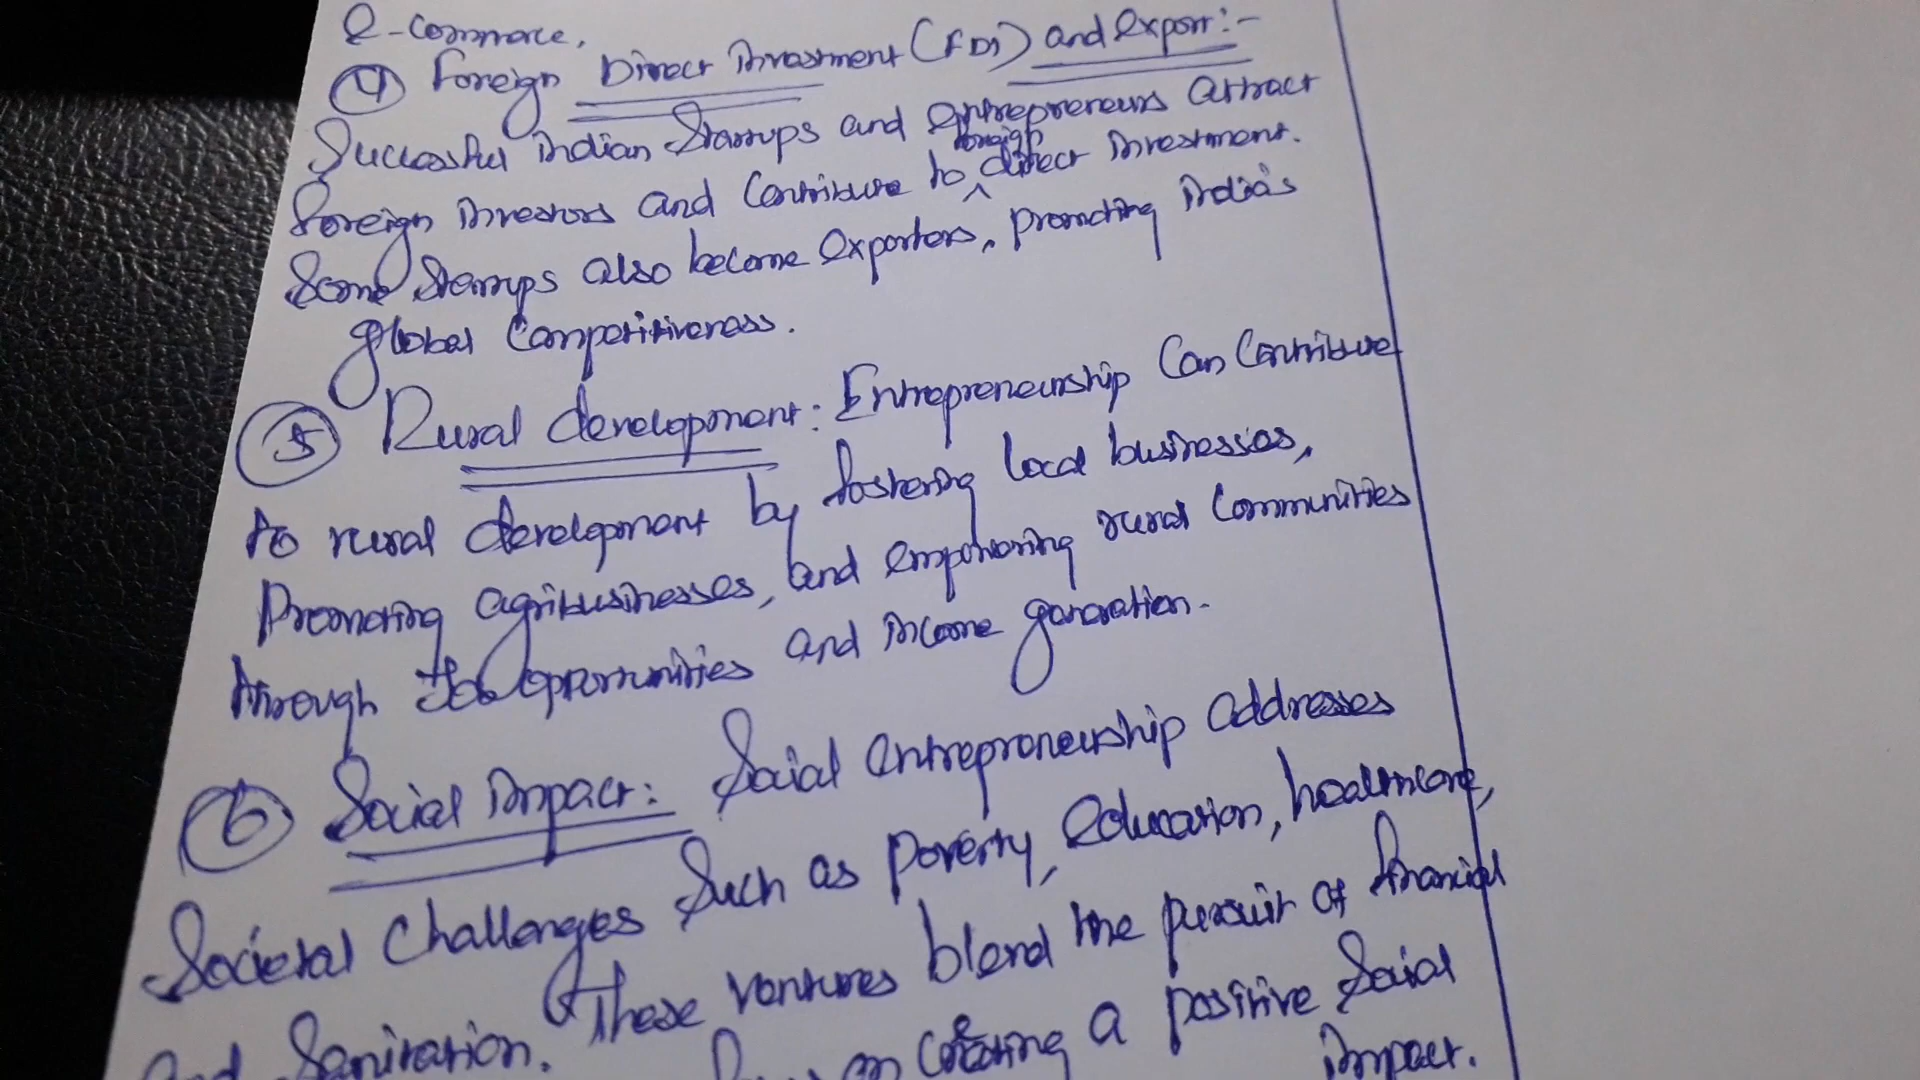 e-commerce.
④ Foreign Direct Investment (FDI) and Export:-
Successful indian Startups and entrepreneurs attract
foreign investors and contribute to foreign direct investment.
Some Startups also become exporters, promoting india's
global competitiveness.
⑤ Rural development: Entrepreneurship Can Contribute
to rural development by fostering local businesses,
Promoting agribusinesses, and empowering rural communities
through Job opportunities and income generation.
⑥ Social Impact: Social entrepreneurship addresses
Societal challenges Such as poverty, education, healthcare,
and Sanitation. These ventures blend the pursuit of financial
on creating a positive Social
impact.